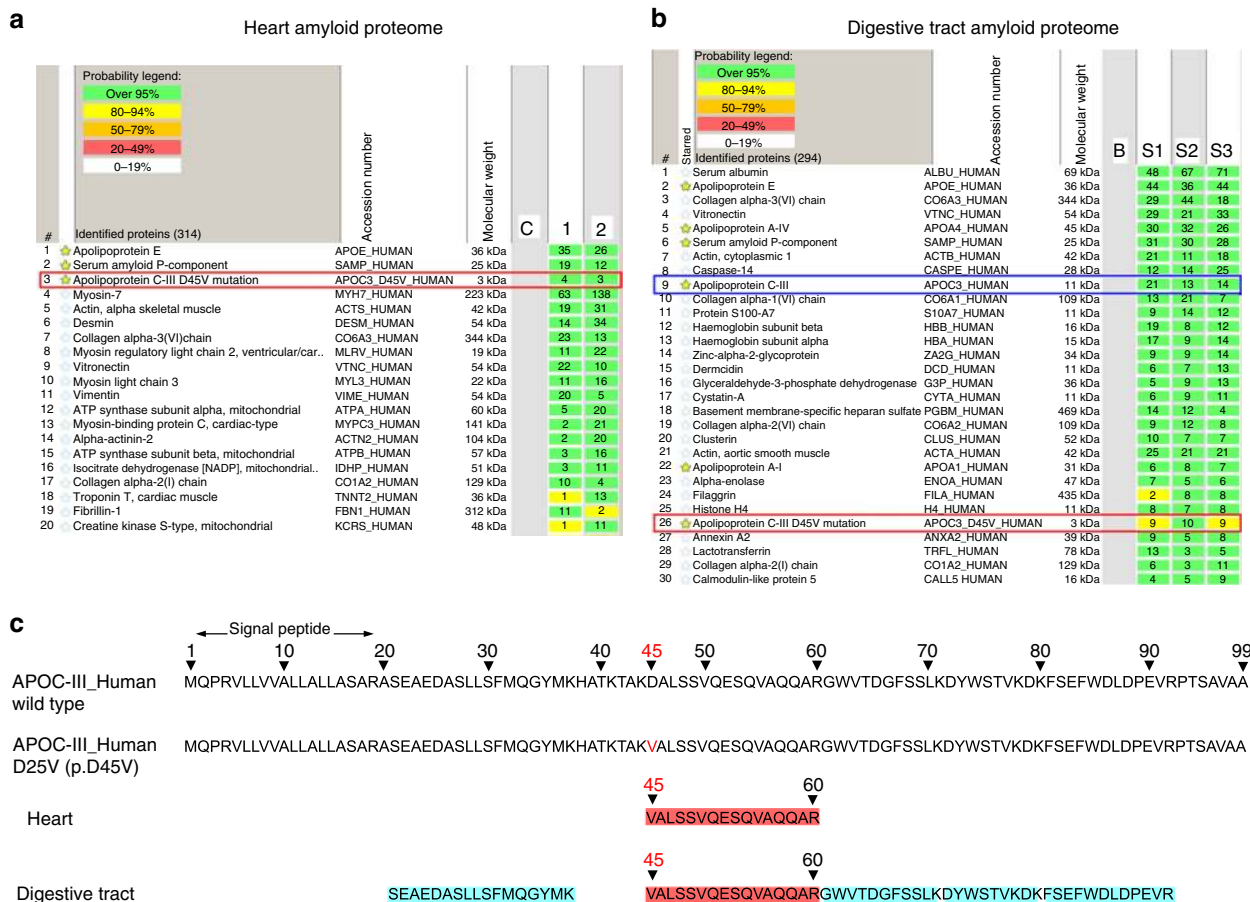 a
Heart amyloid proteome
Probability legend:
Over 95%
80–94%
50–79%
20–49%
0–19%
# Identified proteins (314) Accession number Molecular weight C 1 2
1 Apolipoprotein E APOE_HUMAN 36 kDa 35 26
2 Serum amyloid P-component SAMP_HUMAN 25 kDa 19 12
3 Apolipoprotein C-III D45V mutation APOC3_D45V_HUMAN 3 kDa 4 3
4 Myosin-7 MYH7_HUMAN 223 kDa 63 138
5 Actin, alpha skeletal muscle ACTS_HUMAN 42 kDa 19 31
6 Desmin DESM_HUMAN 54 kDa 14 34
7 Collagen alpha-3(VI)chain CO6A3_HUMAN 344 kDa 23 13
8 Myosin regulatory light chain 2, ventricular/car.. MLRV_HUMAN 19 kDa 11 22
9 Vitronectin VTNC_HUMAN 54 kDa 22 10
10 Myosin light chain 3 MYL3_HUMAN 22 kDa 11 16
11 Vimentin VIME_HUMAN 54 kDa 20 5
12 ATP synthase subunit alpha, mitochondrial ATPA_HUMAN 60 kDa 5 20
13 Myosin-binding protein C, cardiac-type MYPC3_HUMAN 141 kDa 2 21
14 Alpha-actinin-2 ACTN2_HUMAN 104 kDa 2 20
15 ATP synthase subunit beta, mitochondrial ATPB_HUMAN 57 kDa 3 16
16 Isocitrate dehydrogenase [NADP], mitochondrial.. IDHP_HUMAN 51 kDa 3 11
17 Collagen alpha-2(I) chain CO1A2_HUMAN 129 kDa 10 4
18 Troponin T, cardiac muscle TNNT2_HUMAN 36 kDa 1 13
19 Fibrillin-1 FBN1_HUMAN 312 kDa 11 2
20 Creatine kinase S-type, mitochondrial KCRS_HUMAN 48 kDa 1 11
b
Digestive tract amyloid proteome
Probability legend:
Over 95%
80–94%
50–79%
20–49%
0–19%
# Starred Identified proteins (294) Accession number Molecular weight B S1 S2 S3
1 Serum albumin ALBU_HUMAN 69 kDa 48 67 71
2 Apolipoprotein E APOE_HUMAN 36 kDa 44 36 44
3 Collagen alpha-3(VI) chain CO6A3_HUMAN 344 kDa 29 44 18
4 Vitronectin VTNC_HUMAN 54 kDa 29 21 33
5 Apolipoprotein A-IV APOA4_HUMAN 45 kDa 30 32 26
6 Serum amyloid P-component SAMP_HUMAN 25 kDa 31 30 28
7 Actin, cytoplasmic 1 ACTB_HUMAN 42 kDa 21 11 18
8 Caspase-14 CASPE_HUMAN 28 kDa 12 14 25
9 Apolipoprotein C-III APOC3_HUMAN 11 kDa 21 13 14
10 Collagen alpha-1(VI) chain CO6A1_HUMAN 109 kDa 13 21 7
11 Protein S100-A7 S10A7_HUMAN 11 kDa 9 14 12
12 Haemoglobin subunit beta HBB_HUMAN 16 kDa 19 8 12
13 Haemoglobin subunit alpha HBA_HUMAN 15 kDa 17 9 14
14 Zinc-alpha-2-glycoprotein ZA2G_HUMAN 34 kDa 9 9 14
15 Dermcidin DCD_HUMAN 11 kDa 6 7 13
16 Glyceraldehyde-3-phosphate dehydrogenase G3P_HUMAN 36 kDa 5 9 13
17 Cystatin-A CYTA_HUMAN 11 kDa 6 9 11
18 Basement membrane-specific heparan sulfate PGBM_HUMAN 469 kDa 14 12 4
19 Collagen alpha-2(VI) chain CO6A2_HUMAN 109 kDa 9 12 8
20 Clusterin CLUS_HUMAN 52 kDa 10 7 7
21 Actin, aortic smooth muscle ACTA_HUMAN 42 kDa 25 21 21
22 Apolipoprotein A-I APOA1_HUMAN 31 kDa 6 8 7
23 Alpha-enolase ENOA_HUMAN 47 kDa 7 5 6
24 Filaggrin FILA_HUMAN 435 kDa 2 8 8
25 Histone H4 H4_HUMAN 11 kDa 8 7 8
26 Apolipoprotein C-III D45V mutation APOC3_D45V_HUMAN 3 kDa 9 10 9
27 Annexin A2 ANXA2_HUMAN 39 kDa 9 5 8
28 Lactotransferrin TRFL_HUMAN 78 kDa 13 3 5
29 Collagen alpha-2(I) chain CO1A2_HUMAN 129 kDa 6 3 11
30 Calmodulin-like protein 5 CALL5 HUMAN 16 kDa 4 5 9
c
Signal peptide
1 10 20 30 40 45 50 60 70 80 90 99
APOC-III_Human MQPRVLLVVALLALLASARASEAEDASLLSFMQGYMKHATKTAKDALSSVQESQVAQQARGWVTDGFSSLKDYWSTVKDKFSEFWDLDPEVRPTSAVAA
wild type
APOC-III_Human MQPRVLLVVALLALLASARASEAEDASLLSFMQGYMKHATKTAKVALSSVQESQVAQQARGWVTDGFSSLKDYWSTVKDKFSEFWDLDPEVRPTSAVAA
D25V (p.D45V)
45 60
Heart VALSSVQESQVAQQAR
45 60
Digestive tract SEAEDASLLSFMQGYMK VALSSVQESQVAQQARGWVTDGFSSLKDYWSTVKDKFSEFWDLDPEVR